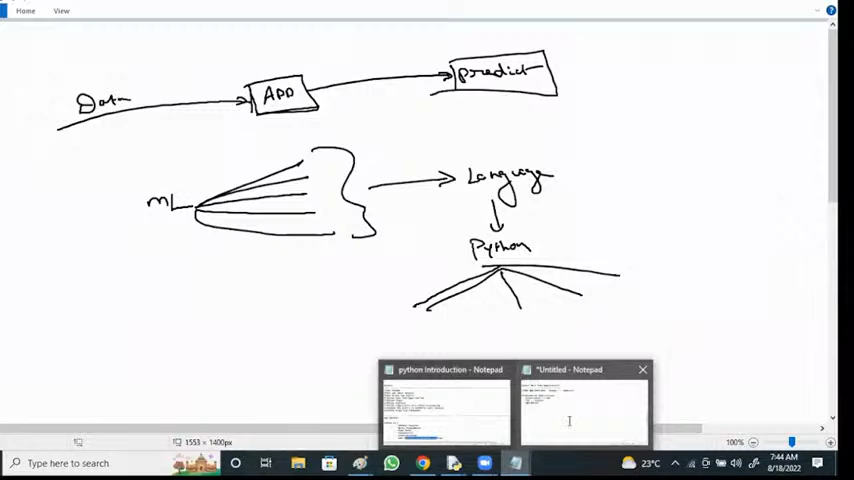 Home View
Data
APP
predict
ML
Language
Python
python introduction - Notepad
*Untitled - Notepad
1553 × 1400px
100%
Type here to search
23°C
7:44 AM
8/18/2022